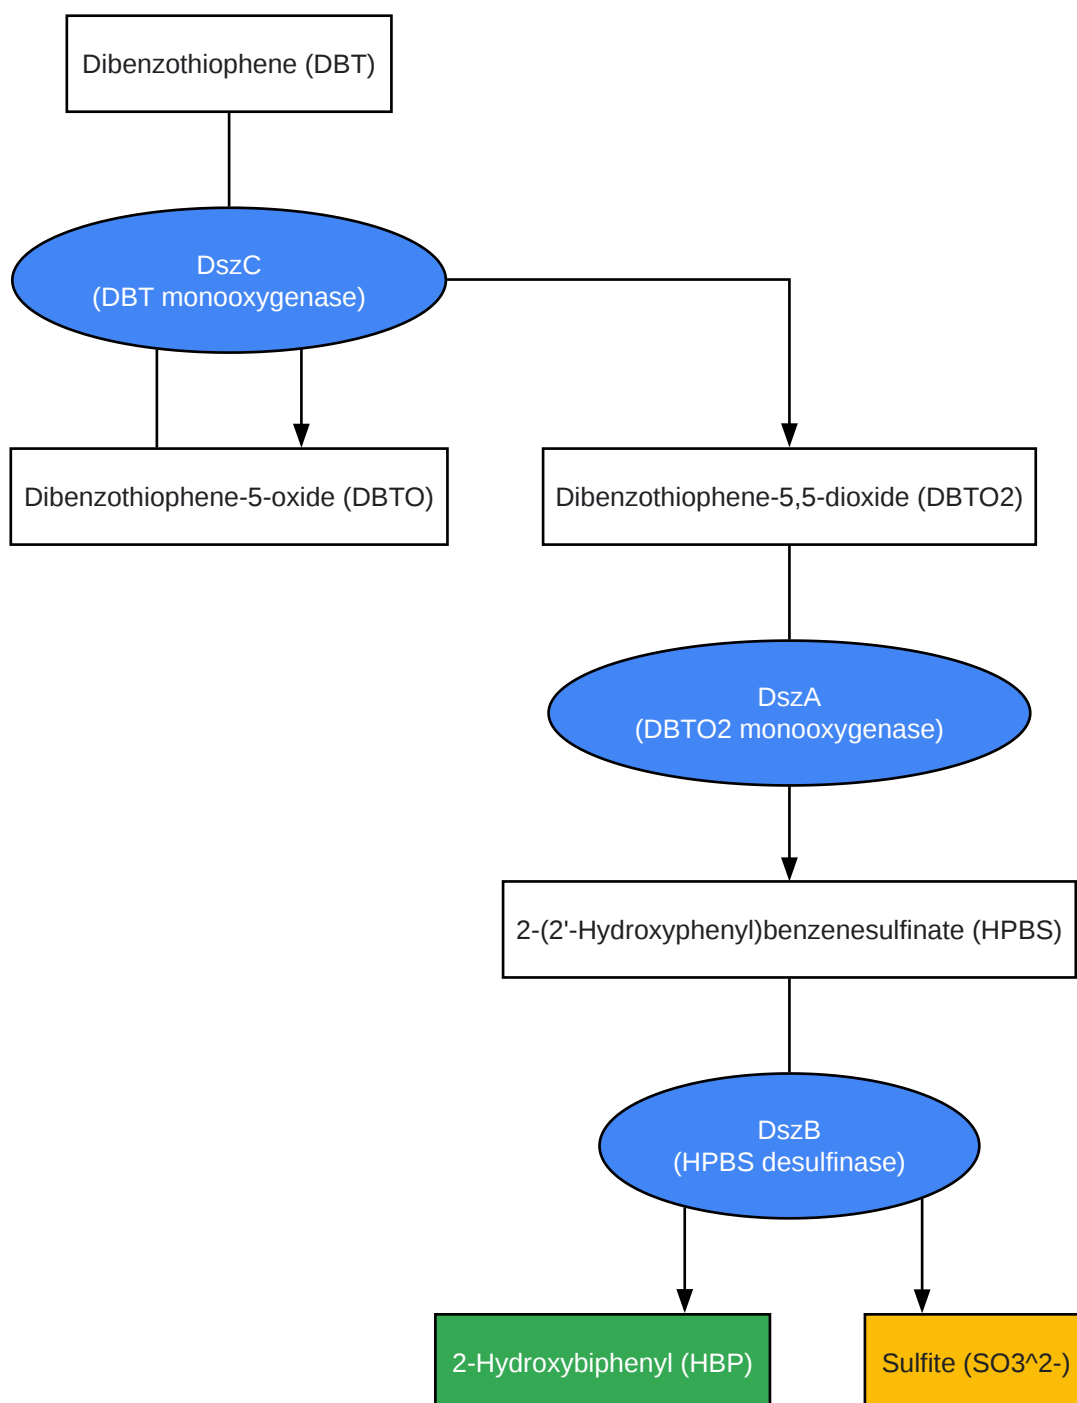 Dibenzothiophene (DBT)
DszC
(DBT monooxygenase)
Dibenzothiophene-5-oxide (DBTO)
Dibenzothiophene-5,5-dioxide (DBTO2)
DszA
(DBTO2 monooxygenase)
2-(2'-Hydroxyphenyl)benzenesulfinate (HPBS)
DszB
(HPBS desulfinase)
2-Hydroxybiphenyl (HBP)
Sulfite (SO3^2-)